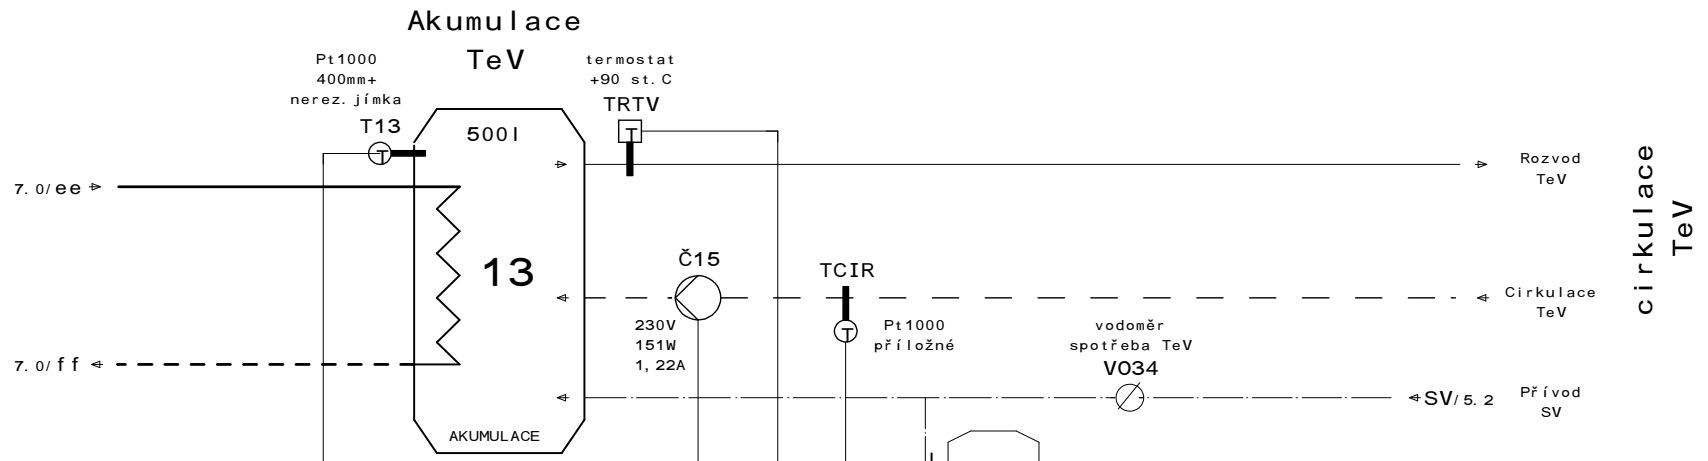 Akumulace
TeV
Pt1000
400mm+
nerez. jímka
T13
T
500l
termostat
+90 st. C
TRTV
T
Rozvod
TeV
cirkulace
TeV
7. 0/ee
13
Č15
230V
151W
1, 22A
TCIR
T
Pt1000
příložné
Cirkulace
TeV
7. 0/ff
vodoměr
spotřeba TeV
VO34
SV/5. 2
Přívod
SV
AKUMULACE